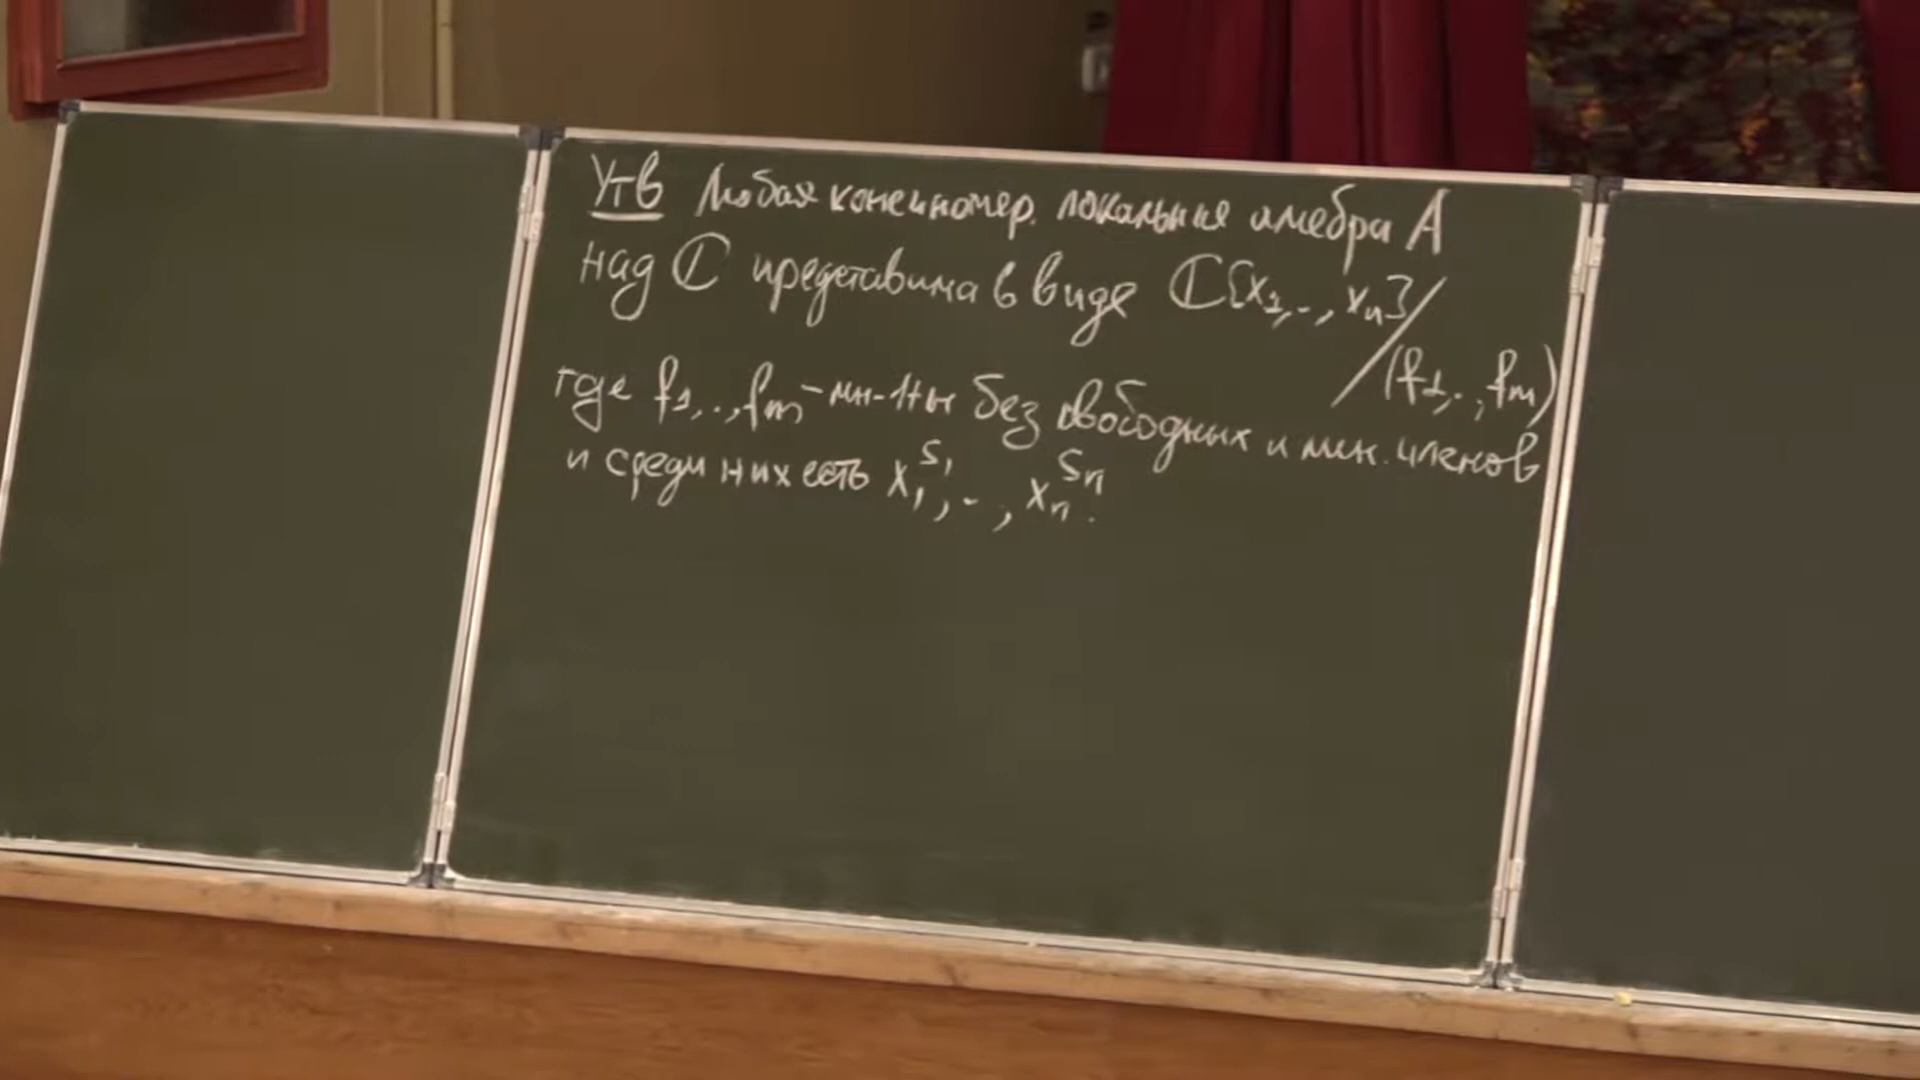 Утв Любая конечномер. локальная алгебра A
над ℂ представима в виде ℂ[x₁,..,xₙ]/
/(f₁,..,fₘ)
где f₁,..,fₘ - мн-ны без свободных и лин. членов
и среди них есть x₁^{s₁},..,xₙ^{sₙ}.